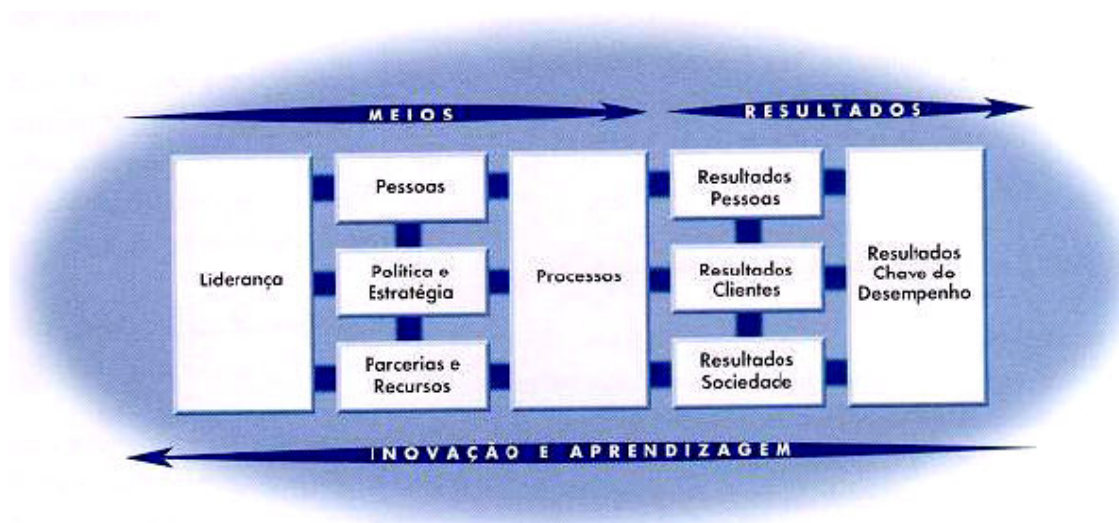 MEIOS
RESULTADOS
Liderança
Pessoas
Política e
Estratégia
Parcerias e
Recursos
Processos
Resultados
Pessoas
Resultados
Clientes
Resultados
Sociedade
Resultados
Chave do
Desempenho
INOVAÇÃO E APRENDIZAGEM